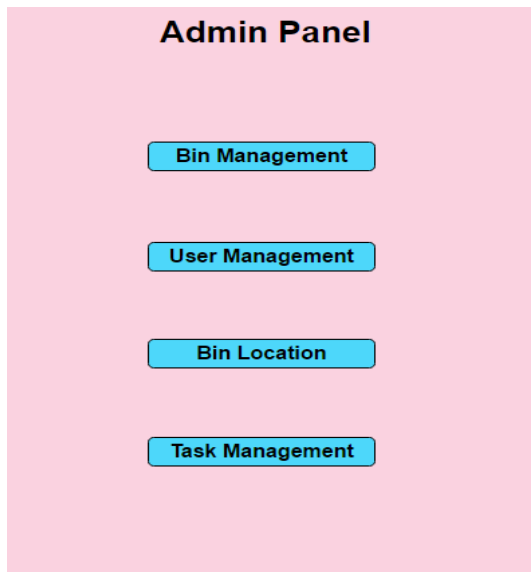 Admin Panel
Bin Management
User Management
Bin Location
Task Management